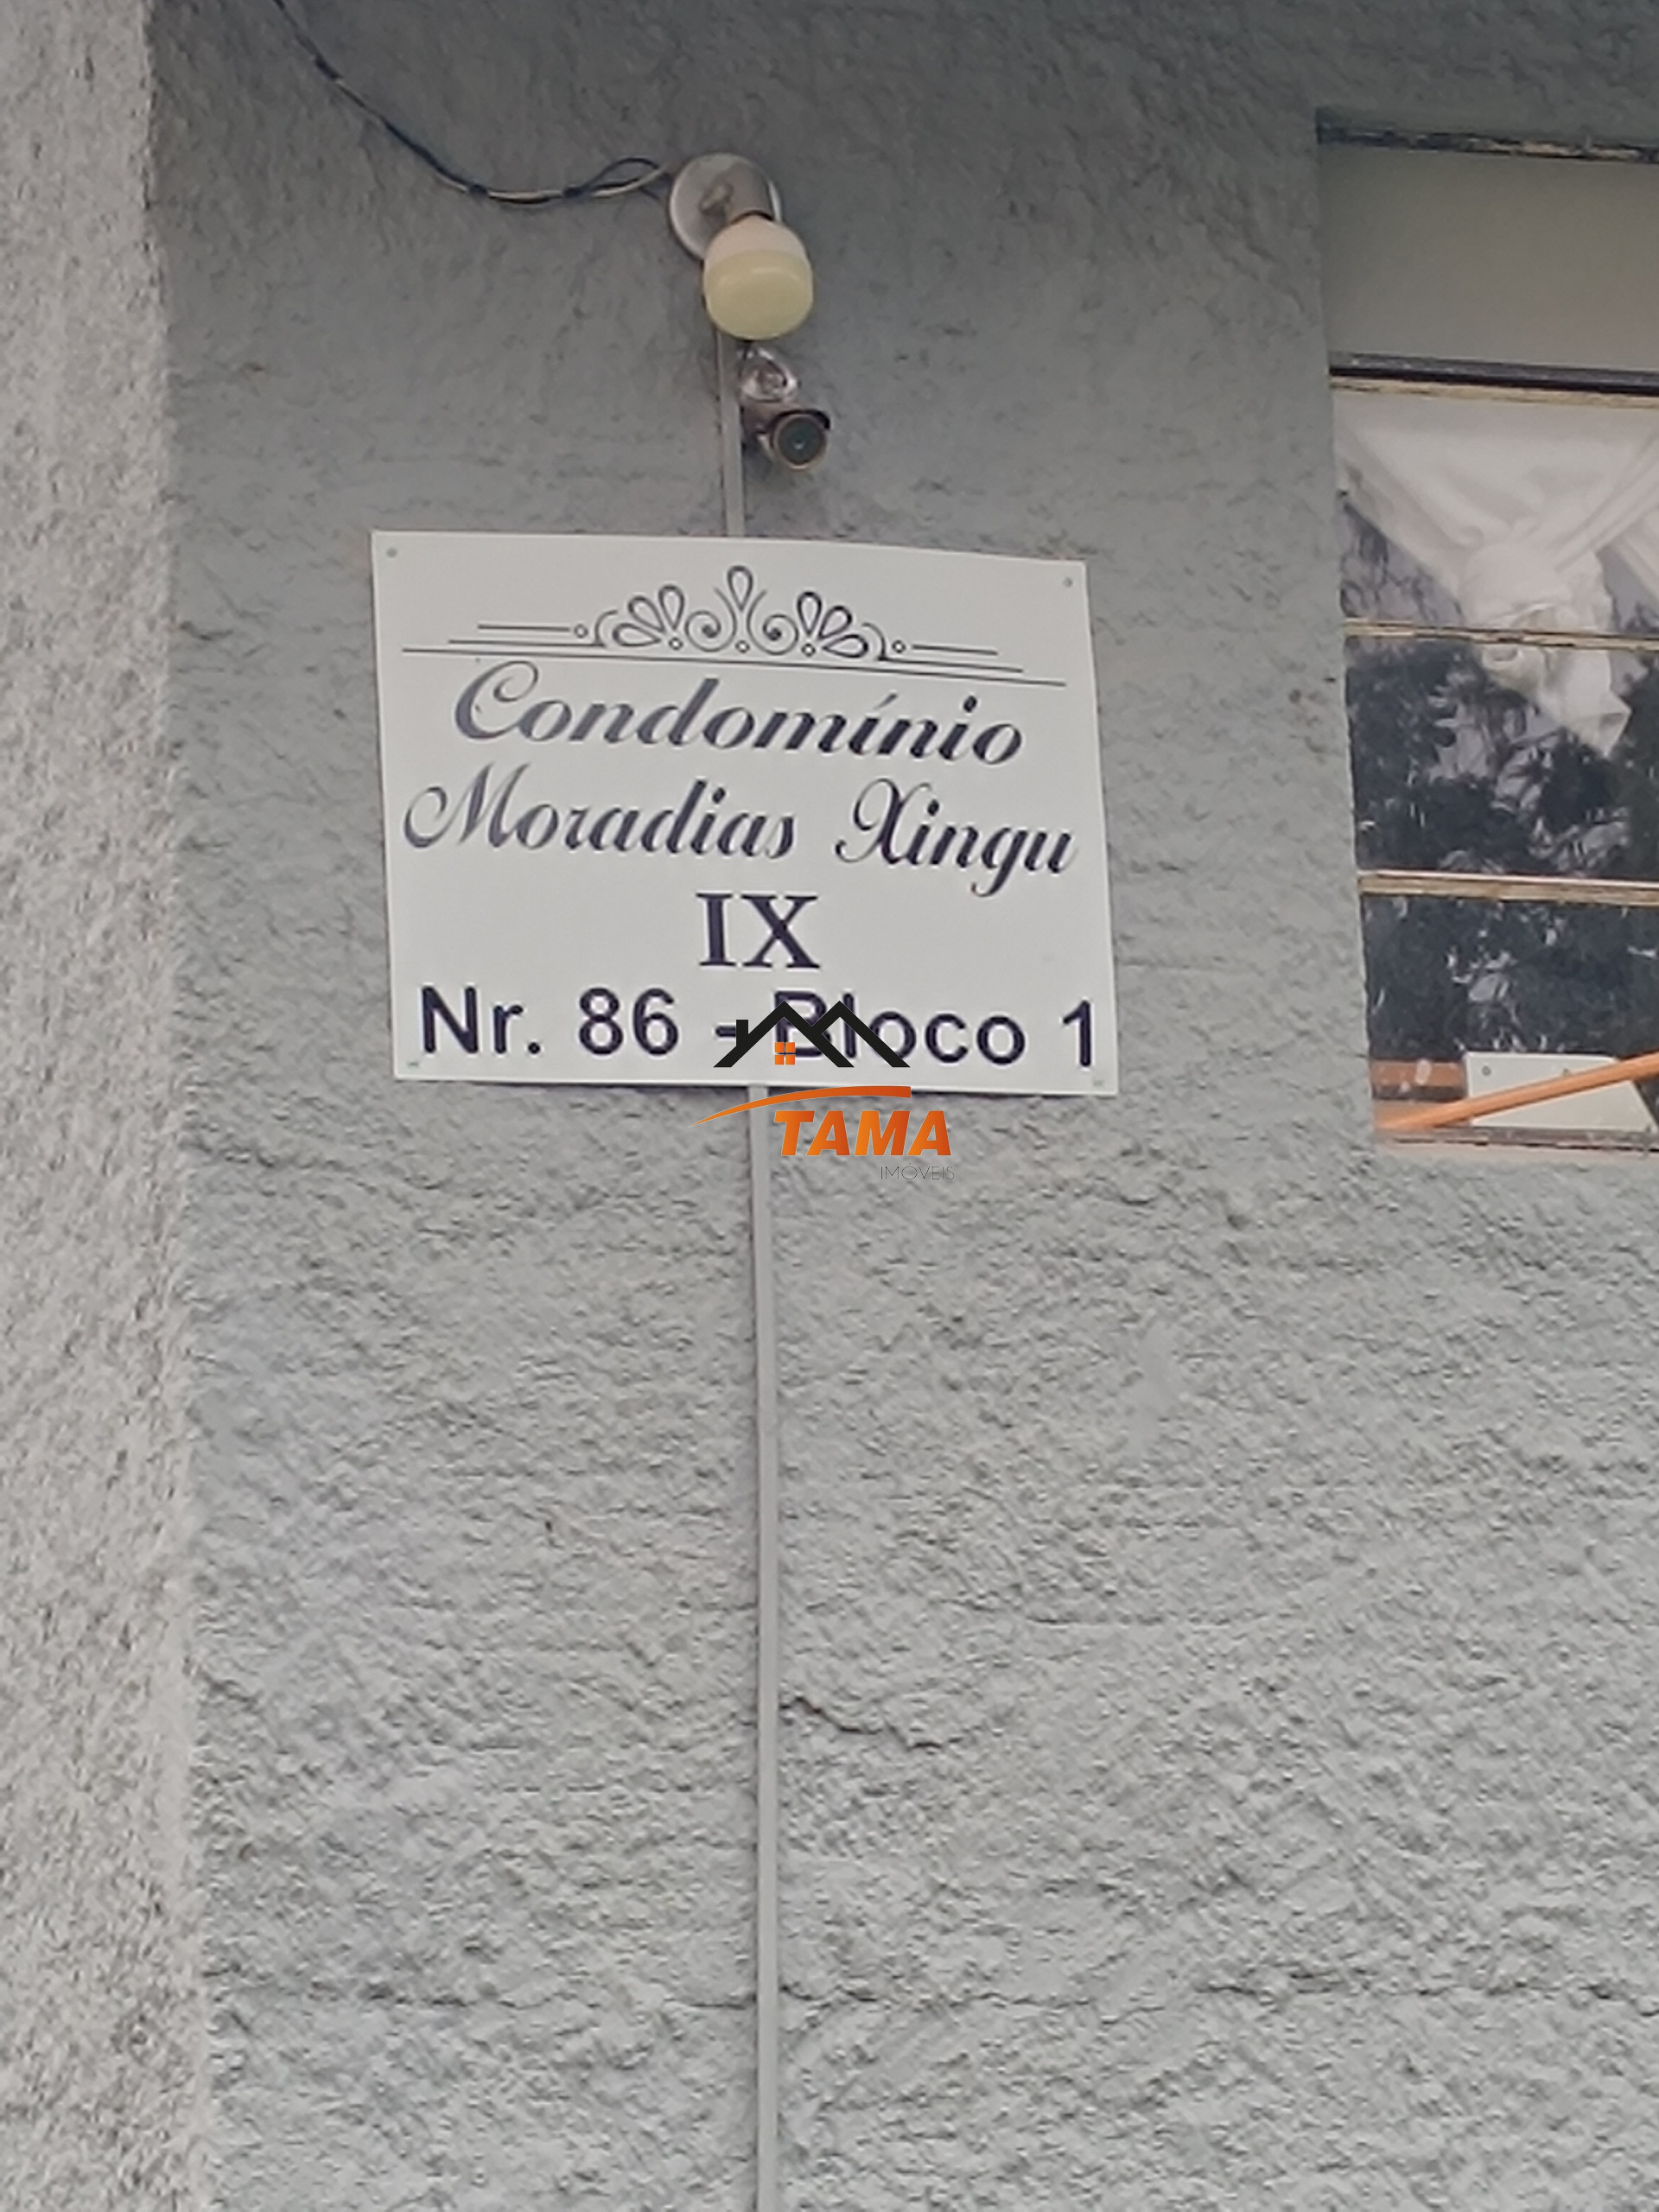 Condomínio
Moradias Xingu
IX
Nr. 86 - Bloco 1
TAMA
IMÓVEIS